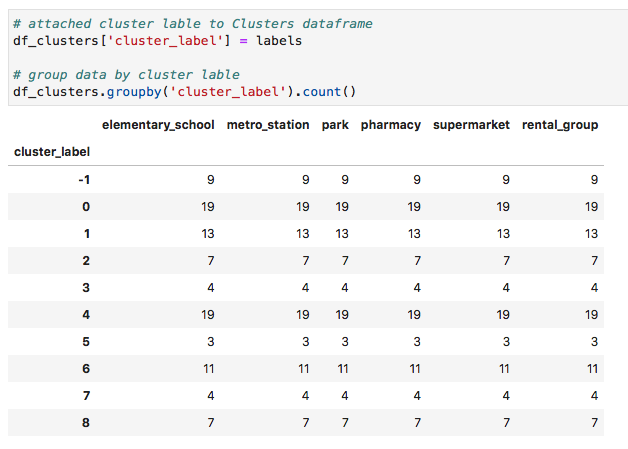 # attached cluster lable to Clusters dataframe
df_clusters['cluster_label'] = labels
# group data by cluster lable
df_clusters.groupby('cluster_label').count()
elementary_school metro_station park pharmacy supermarket rental_group
cluster_label
-1 9 9 9 9 9 9
0 19 19 19 19 19 19
1 13 13 13 13 13 13
2 7 7 7 7 7 7
3 4 4 4 4 4 4
4 19 19 19 19 19 19
5 3 3 3 3 3 3
6 11 11 11 11 11 11
7 4 4 4 4 4 4
8 7 7 7 7 7 7